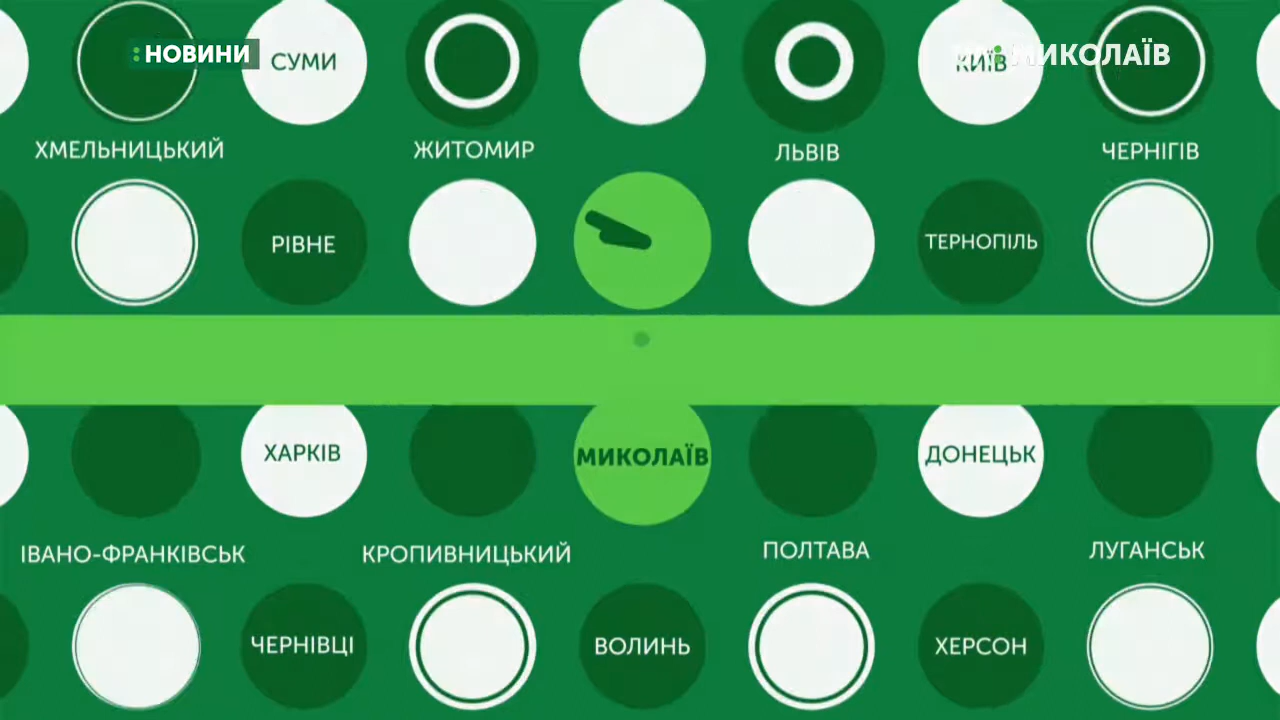 НОВИНИ
СУМИ
КИЇВ
МИКОЛАЇВ
ХМЕЛЬНИЦЬКИЙ
ЖИТОМИР
ЛЬВІВ
ЧЕРНІГІВ
РІВНЕ
ТЕРНОПІЛЬ
ХАРКІВ
МИКОЛАЇВ
ДОНЕЦЬК
ІВАНО-ФРАНКІВСЬК
КРОПИВНИЦЬКИЙ
ПОЛТАВА
ЛУГАНСЬК
ЧЕРНІВЦІ
ВОЛИНЬ
ХЕРСОН